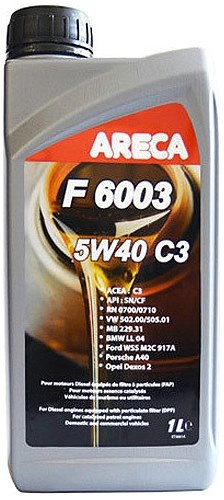 ARECA
F 6003
5W40 C3
ACEA : C3
API : SN/CF
RN 0700/0710
VW 502.00/505.01
MB 229.31
BMW LL 04
Ford WSS M2C 917A
Porsche A40
Opel Dexos 2
Pour moteurs Diesel équipés de filtre à particules (FAP)
Pour moteurs essence catalysés
Véhicules de tourisme ou utilitaires
For Diesel engines equipped with particulate filters (DPF)
For catalysed petrol engines
Domestic and commercial vehicles
1L e